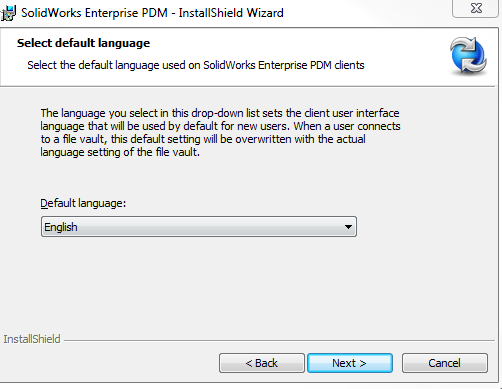 SolidWorks Enterprise PDM - InstallShield Wizard
Select default language
Select the default language used on SolidWorks Enterprise PDM clients
The language you select in this drop-down list sets the client user interface
language that will be used by default for new users. When a user connects
to a file vault, this default setting will be overwritten with the actual
language setting of the file vault.
Default language:
English
InstallShield
< Back
Next >
Cancel